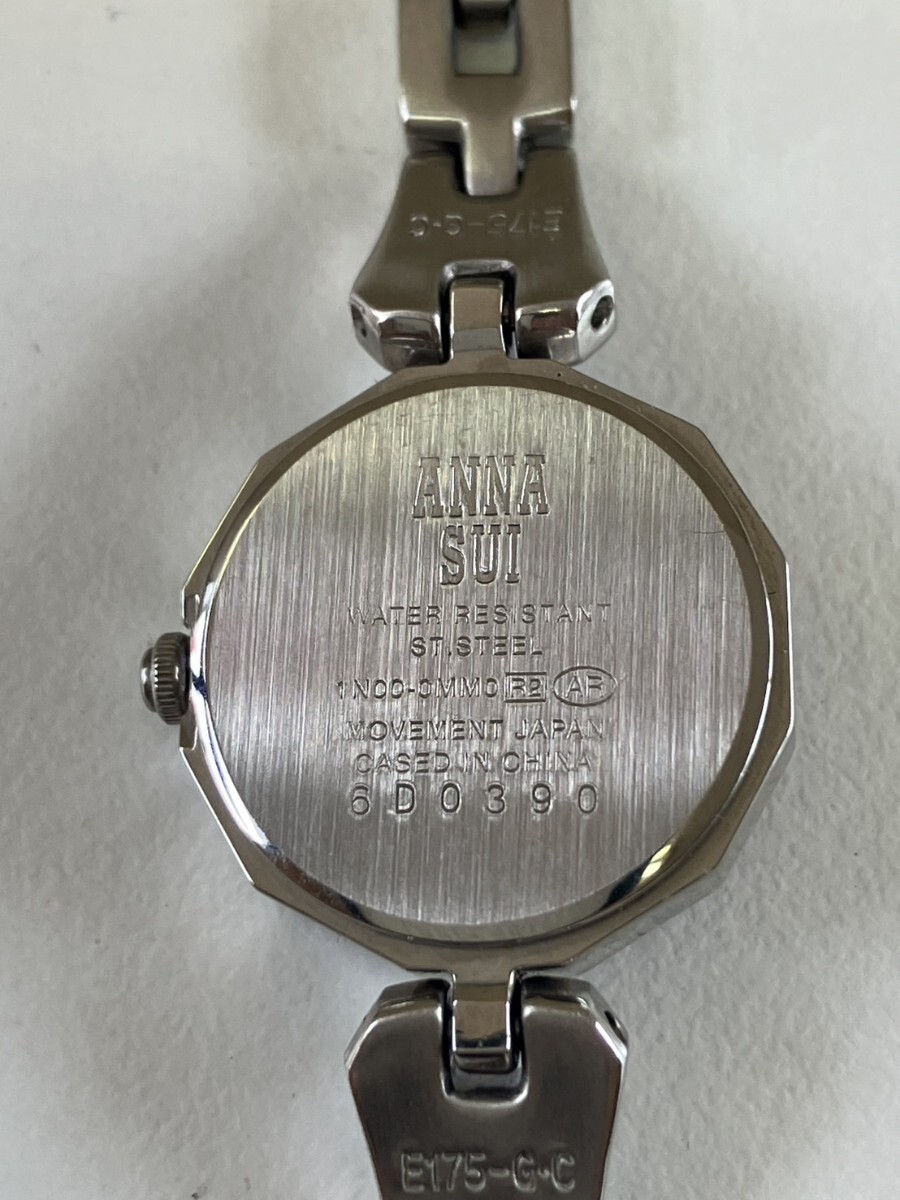 E175-G·C
ANNA
SUI
WATER RESISTANT
ST.STEEL
1N00-0MM0 R2 AR
MOVEMENT JAPAN
CASED IN CHINA
6D0390
E175-G·C